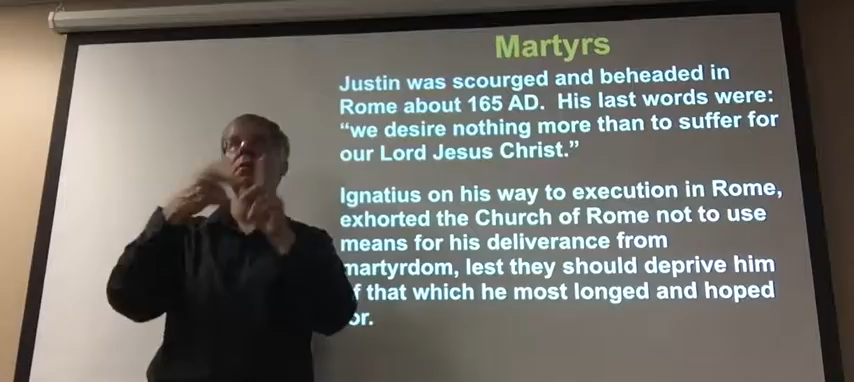 Martyrs
Justin was scourged and beheaded in
Rome about 165 AD. His last words were:
“we desire nothing more than to suffer for
our Lord Jesus Christ.”
Ignatius on his way to execution in Rome,
exhorted the Church of Rome not to use
means for his deliverance from
martyrdom, lest they should deprive him
f that which he most longed and hoped
or.